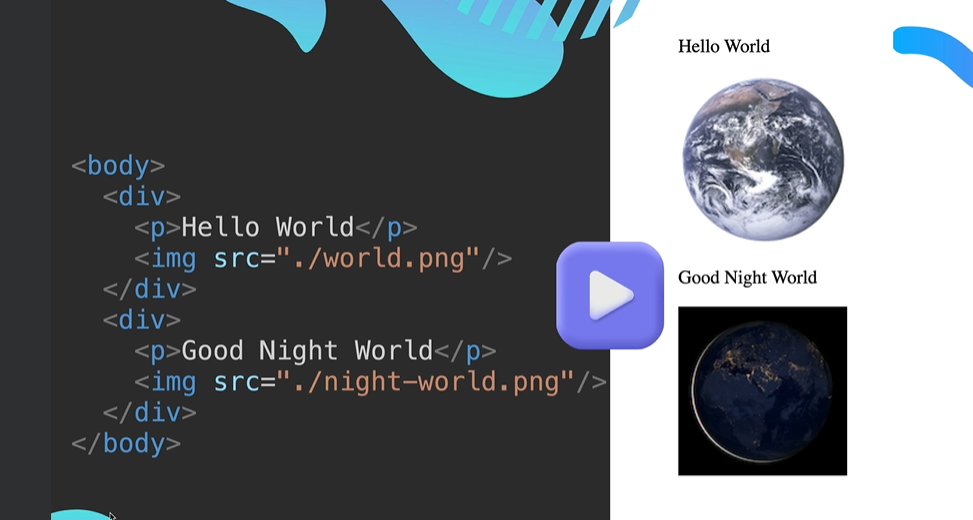 <body>
  <div>
    <p>Hello World</p>
    <img src="./world.png"/>
  </div>
  <div>
    <p>Good Night World</p>
    <img src="./night-world.png"/>
  </div>
</body>
Hello World
Good Night World